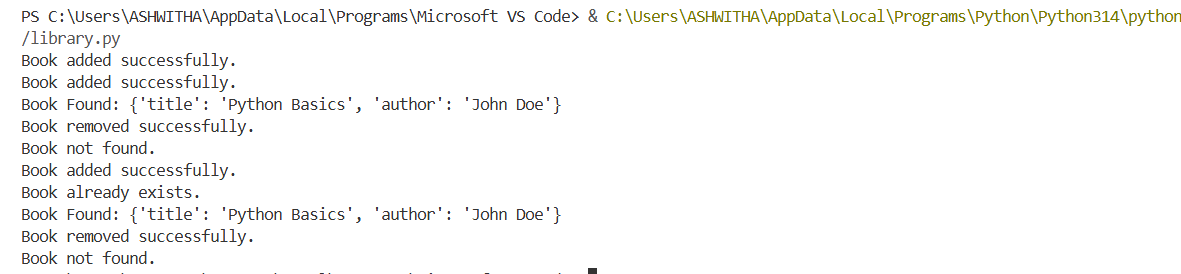 PS C:\Users\ASHWITHA\AppData\Local\Programs\Microsoft VS Code> & C:\Users\ASHWITHA\AppData\Local\Programs\Python\Python314\python
/library.py
Book added successfully.
Book added successfully.
Book Found: {'title': 'Python Basics', 'author': 'John Doe'}
Book removed successfully.
Book not found.
Book added successfully.
Book already exists.
Book Found: {'title': 'Python Basics', 'author': 'John Doe'}
Book removed successfully.
Book not found.